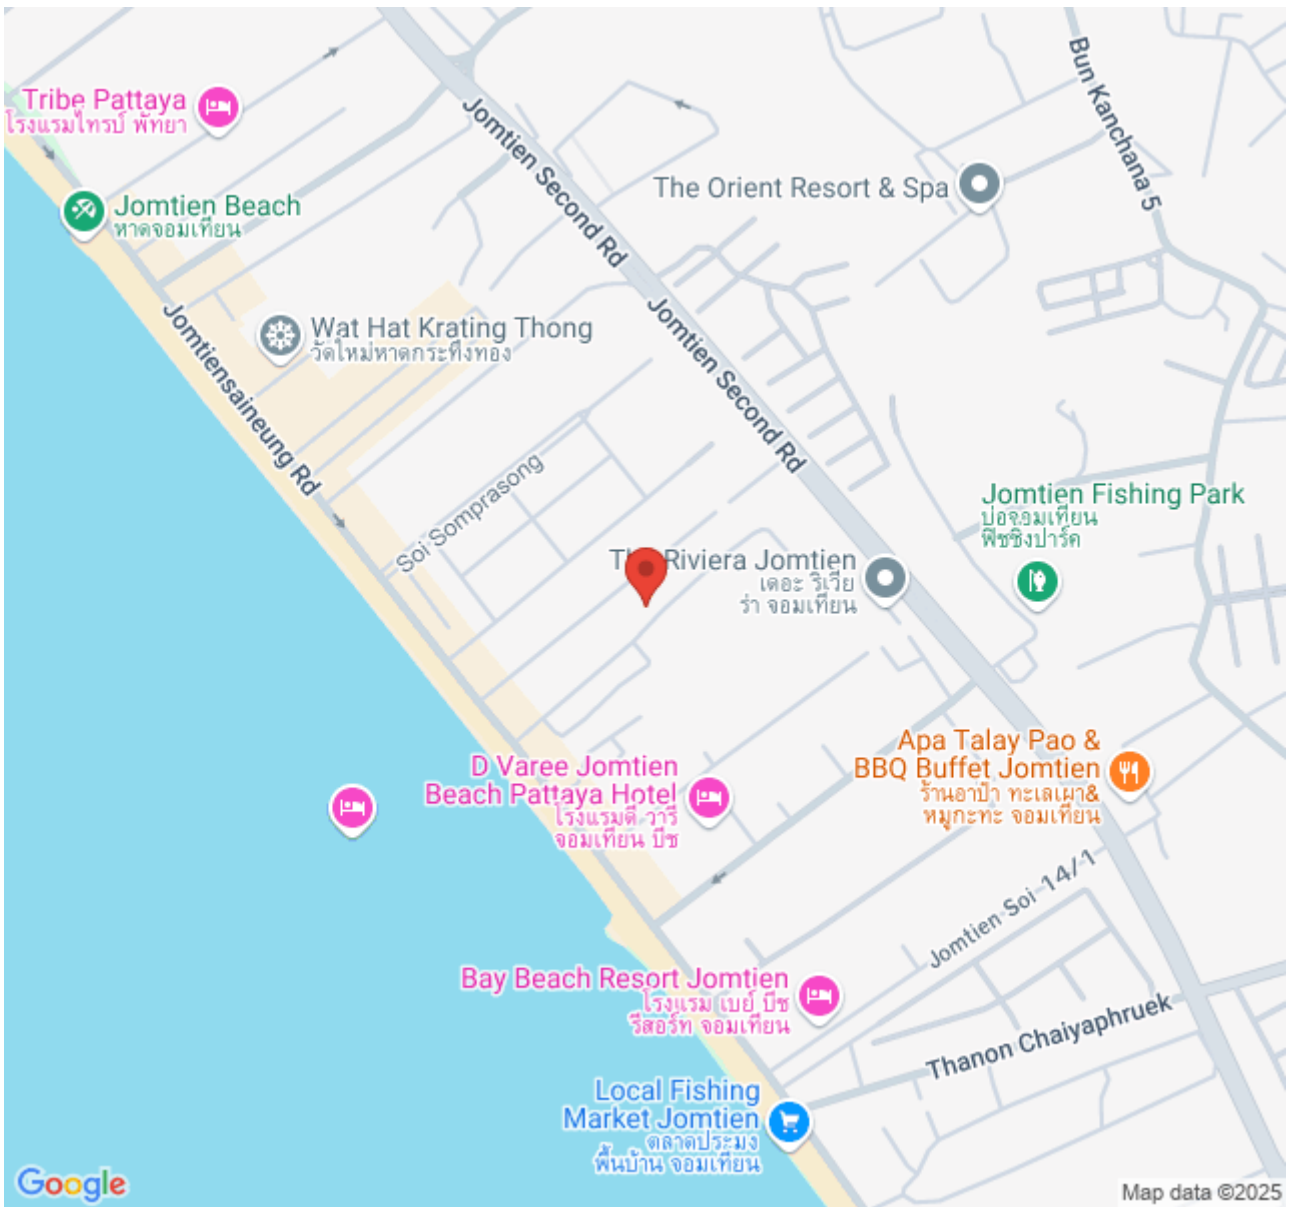 Bun Kanchana 5
Tribe Pattaya
โรงแรมไทรบ์ พัทยา
Jomtien Second Rd
The Orient Resort & Spa
Jomtien Beach
หาดจอมเทียน
Wat Hat Krating Thong
วัดใหม่หาดกระทิงทอง
Jomtiensaineung Rd
Jomtien Second Rd
Soi Somprasong
Jomtien Fishing Park
บ่อจอมเทียน
ฟิชชิ่งปาร์ค
Riviera Jomtien
เดอะ ริเวีย
ร่า จอมเทียน
Apa Talay Pao &
BBQ Buffet Jomtien
ร้านอาป๋า ทะเลเผา&
หมูกะทะ จอมเทียน
D Varee Jomtien
Beach Pattaya Hotel
โรงแรมดี วารี
จอมเทียน บีช
Jomtien Soi 14/1
Bay Beach Resort Jomtien
โรงแรม เบย์ บีช
รีสอร์ท จอมเทียน
Thanon Chaiyaphruek
Local Fishing
Market Jomtien
ตลาดประมง
พื้นบ้าน จอมเทียน
Google
Map data ©2025